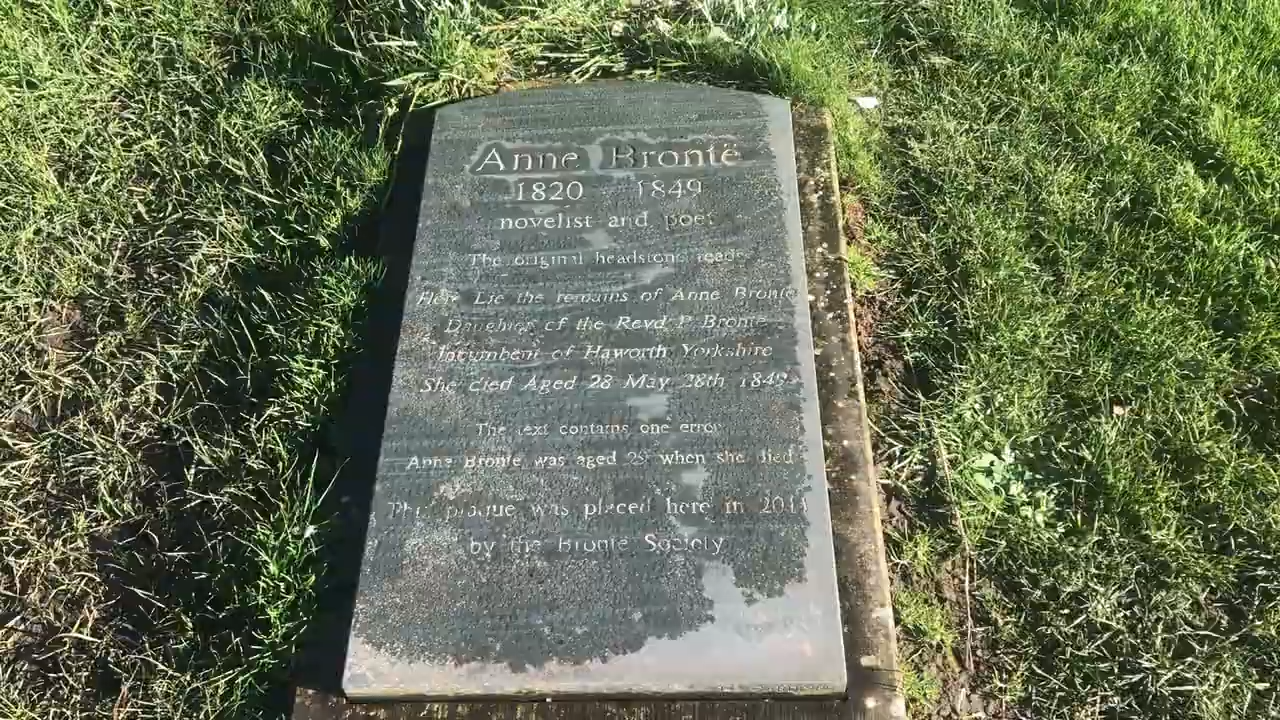 Anne Brontë
1820 1849
novelist and poet
The original headstone reads
Here Lie the remains of Anne Brontë
Daughter of the Revd P Brontë
Incumbent of Haworth Yorkshire
She died Aged 28 May 28th 1849
The text contains one error
Anne Brontë was aged 29 when she died
This plaque was placed here in
by the Brontë Society